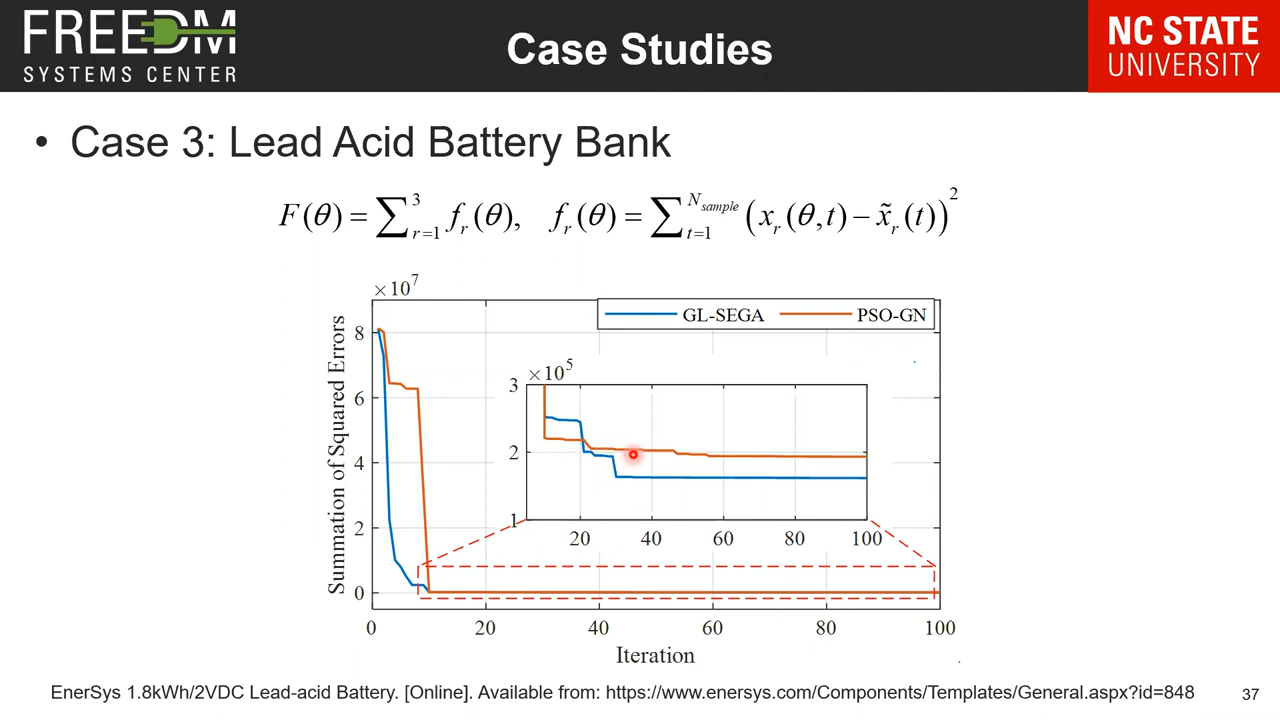 FREEDM
SYSTEMS CENTER
Case Studies
NC STATE
UNIVERSITY
• Case 3: Lead Acid Battery Bank
F(θ) = ∑_{r=1}^{3} f_r(θ), f_r(θ) = ∑_{t=1}^{N_{sample}} (x_r(θ,t) − x̃_r(t))^2
×10^7
GL-SEGA
PSO-GN
Summation of Squared Errors
8
6
4
2
0
×10^5
3
2
1
20 40 60 80 100
0 20 40 60 80 100
Iteration
EnerSys 1.8kWh/2VDC Lead-acid Battery. [Online]. Available from: https://www.enersys.com/Components/Templates/General.aspx?id=848
37